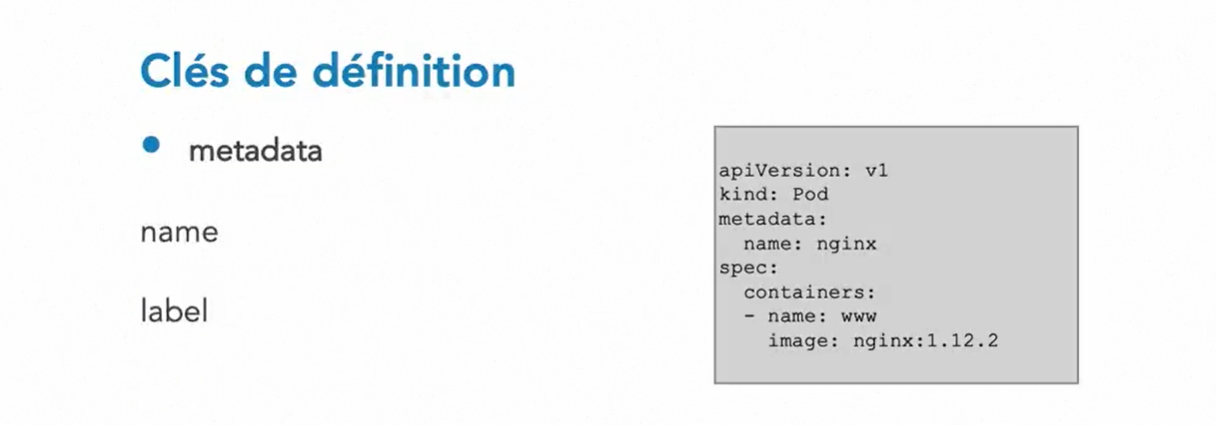 Clés de définition
• metadata
name
label
apiVersion: v1
kind: Pod
metadata:
  name: nginx
spec:
  containers:
  - name: www
    image: nginx:1.12.2